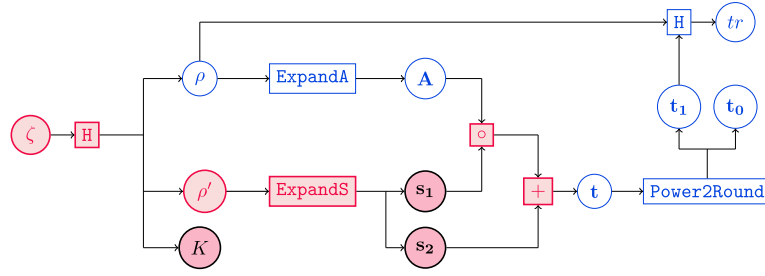 H tr
ρ ExpandA A
t₁ t₀
ζ H ∘
ρ′ ExpandS s₁ + t Power2Round
K s₂